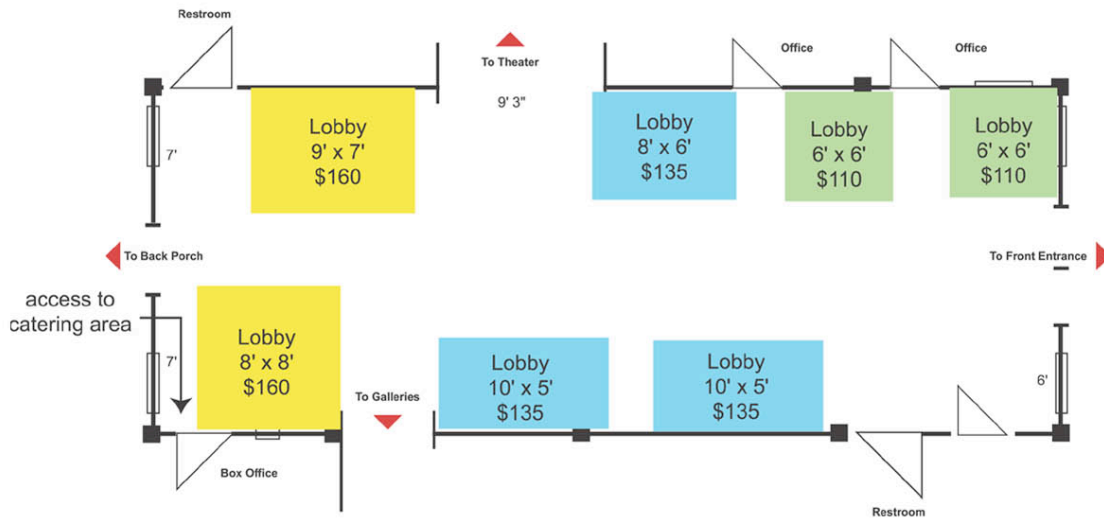 Restroom
To Theater
Office
Office
9' 3"
7'
Lobby
9' x 7'
$160
Lobby
8' x 6'
$135
Lobby
6' x 6'
$110
Lobby
6' x 6'
$110
To Back Porch
To Front Entrance
access to
catering area
7'
Lobby
8' x 8'
$160
To Galleries
Lobby
10' x 5'
$135
Lobby
10' x 5'
$135
6'
Box Office
Restroom